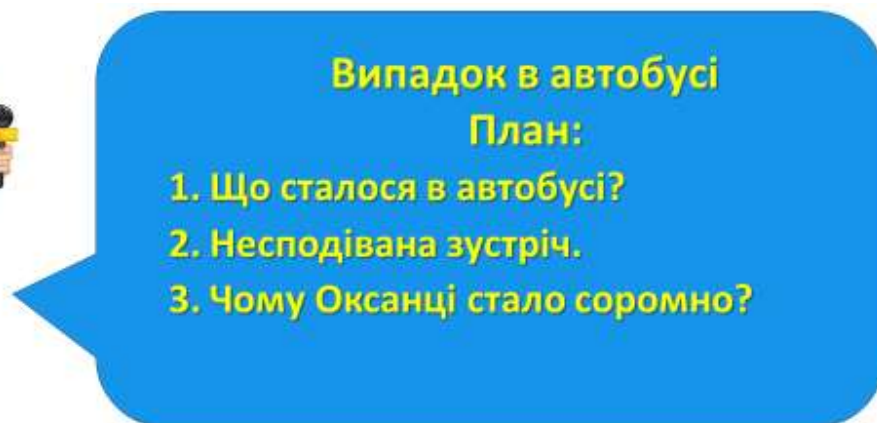 Випадок в автобусі
План:
1. Що сталося в автобусі?
2. Несподівана зустріч.
3. Чому Оксанці стало соромно?